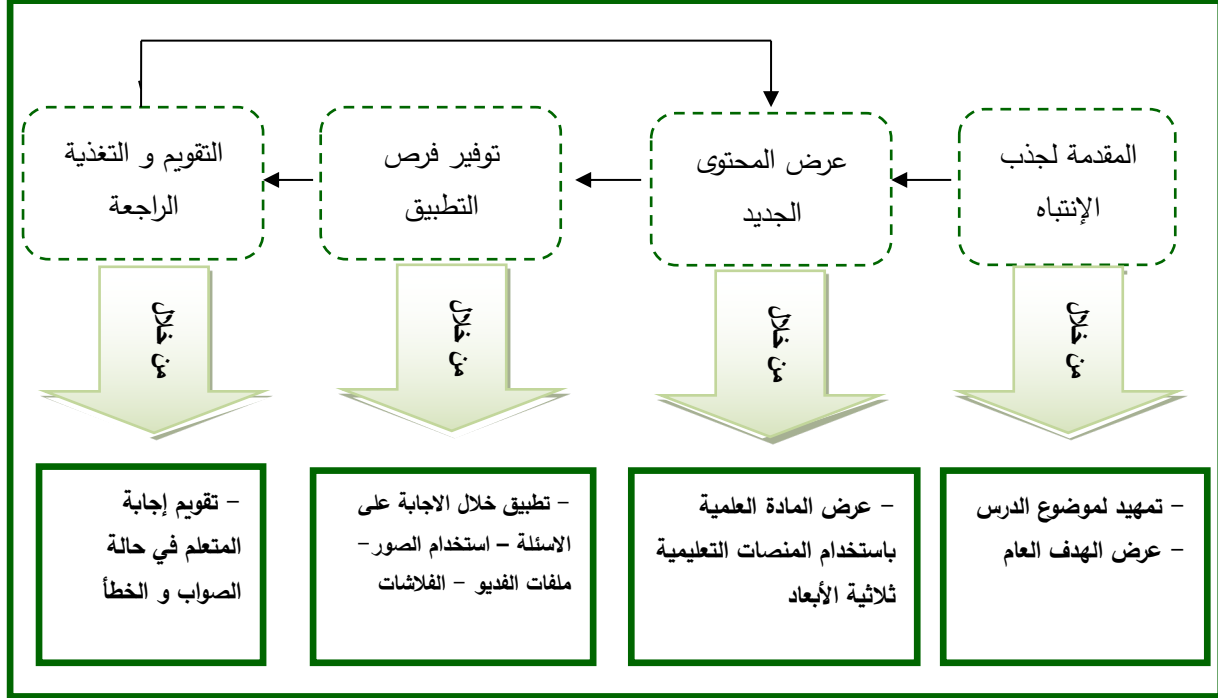 المقدمة لجذب
الإنتباه
عرض المحتوى
الجديد
توفير فرص
التطبيق
التقويم و التغذية
الراجعة
من خلال
من خلال
من خلال
من خلال
- تمهيد لموضوع الدرس
- عرض الهدف العام
- عرض المادة العلمية
باستخدام المنصات التعليمية
ثلاثية الأبعاد
- تطبيق خلال الاجابة على
الاسئلة – استخدام الصور-
ملفات الفديو - الفلاشات
- تقويم إجابة
المتعلم في حالة
الصواب و الخطأ